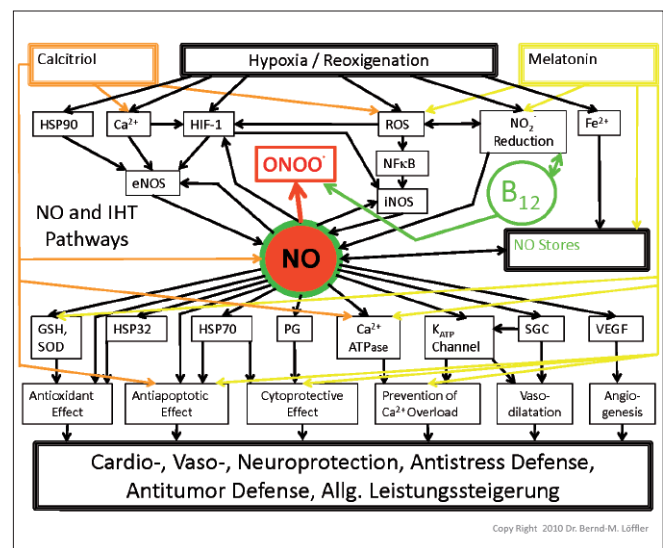 Calcitriol
Hypoxia / Reoxigenation
Melatonin
HSP90
Ca²⁺
HIF-1
ROS
NO₂⁻
Reduction
Fe²⁺
ONOO⁻
NFκB
eNOS
iNOS
B₁₂
NO and IHT
Pathways
NO
NO Stores
GSH,
SOD
HSP32
HSP70
PG
Ca²⁺
ATPase
K_ATP
Channel
SGC
VEGF
Antioxidant
Effect
Antiapoptotic
Effect
Cytoprotective
Effect
Prevention of
Ca²⁺ Overload
Vaso-
dilatation
Angio-
genesis
Cardio-, Vaso-, Neuroprotection, Antistress Defense,
Antitumor Defense, Allg. Leistungssteigerung
Copy Right 2010 Dr. Bernd-M. Löffler